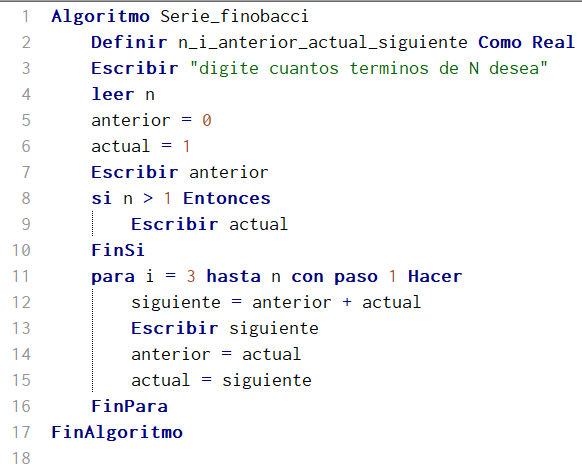 1 Algoritmo Serie_finobacci
2 Definir n_i_anterior_actual_siguiente Como Real
3 Escribir "digite cuantos terminos de N desea"
4 leer n
5 anterior = 0
6 actual = 1
7 Escribir anterior
8 si n > 1 Entonces
9 Escribir actual
10 FinSi
11 para i = 3 hasta n con paso 1 Hacer
12 siguiente = anterior + actual
13 Escribir siguiente
14 anterior = actual
15 actual = siguiente
16 FinPara
17 FinAlgoritmo
18